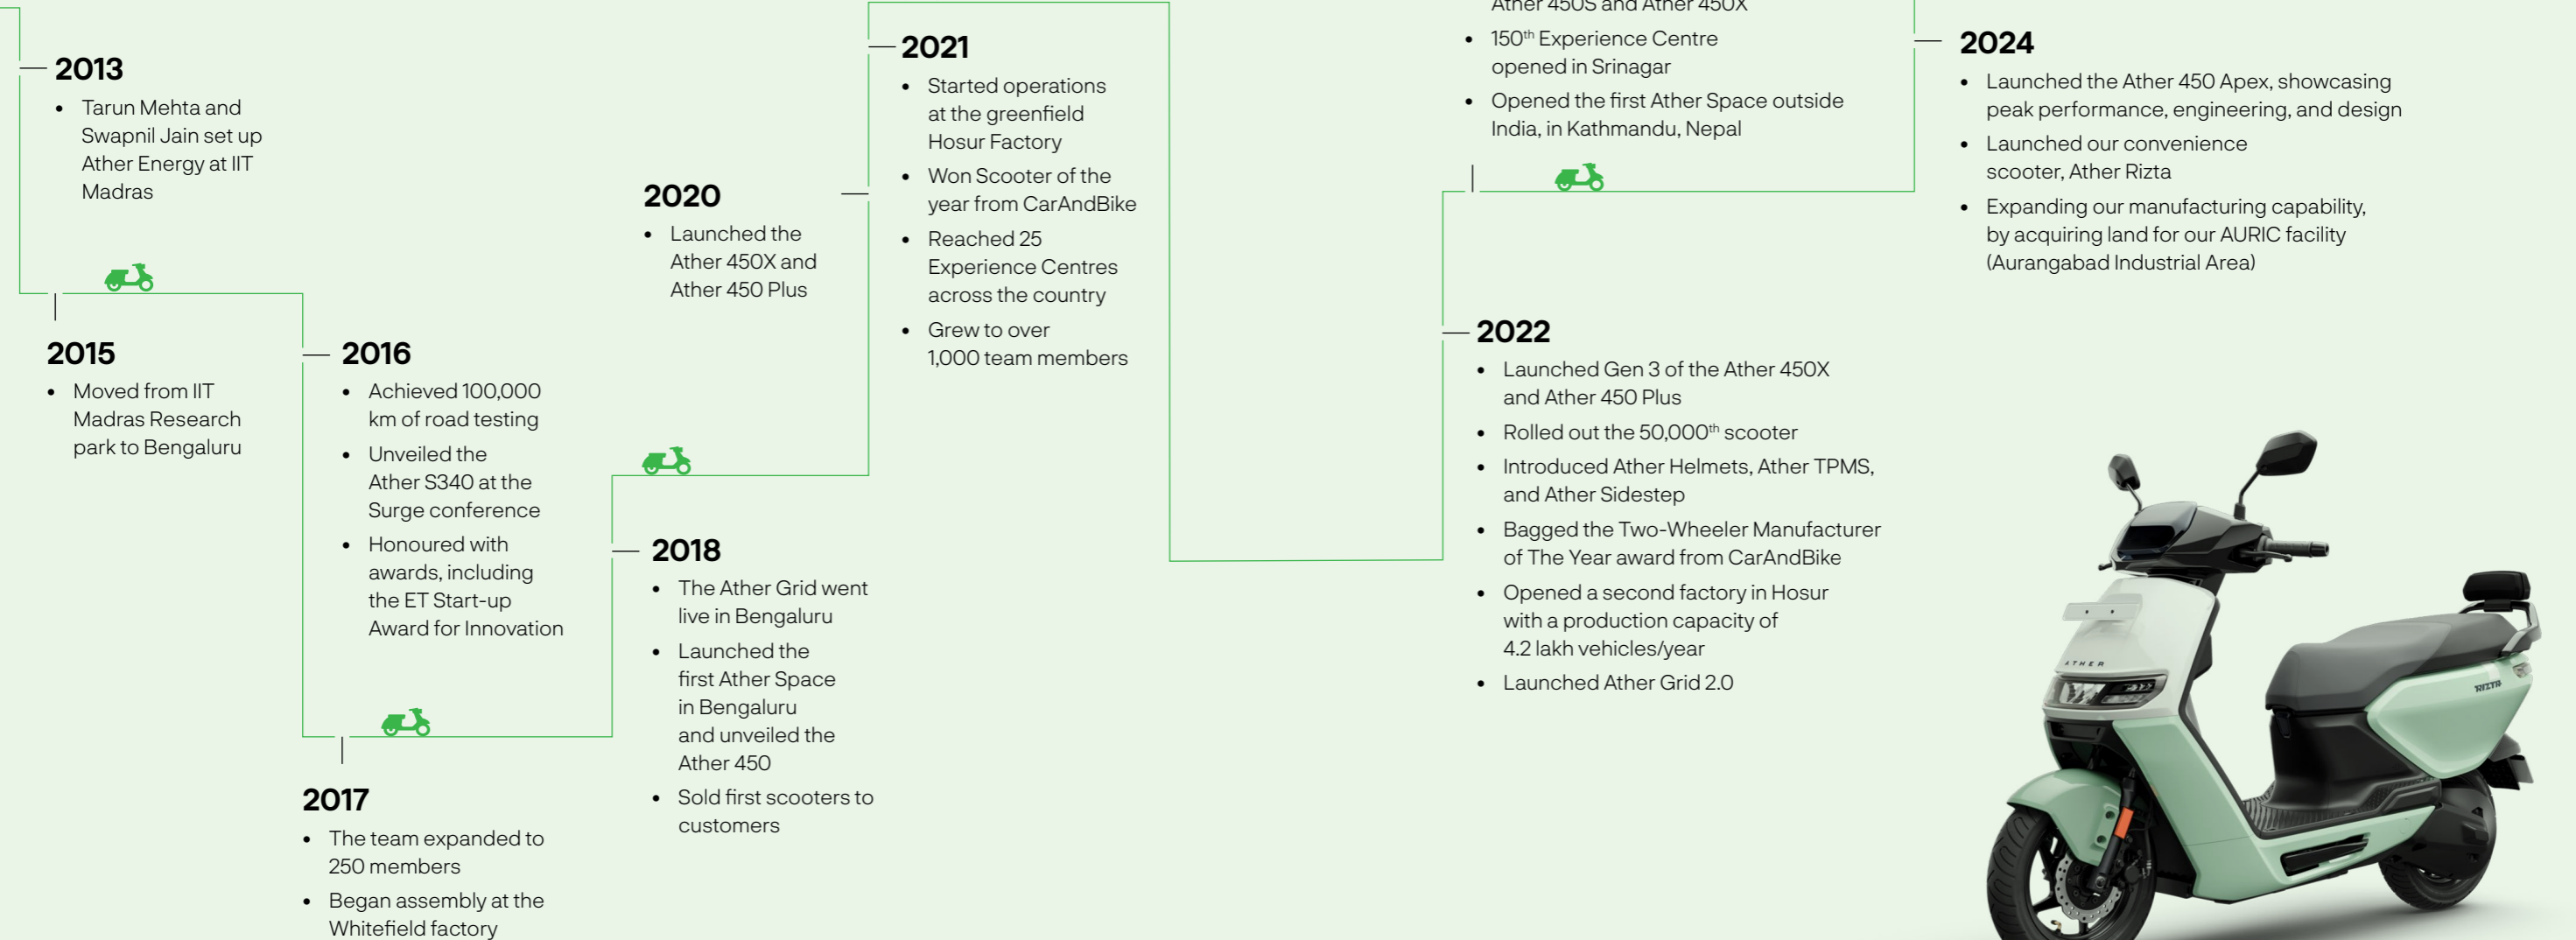 2013
• Tarun Mehta and
Swapnil Jain set up
Ather Energy at IIT
Madras
2015
• Moved from IIT
Madras Research
park to Bengaluru
2016
• Achieved 100,000
km of road testing
• Unveiled the
Ather S340 at the
Surge conference
• Honoured with
awards, including
the ET Start-up
Award for Innovation
2017
• The team expanded to
250 members
• Began assembly at the
Whitefield factory
2018
• The Ather Grid went
live in Bengaluru
• Launched the
first Ather Space
in Bengaluru
and unveiled the
Ather 450
• Sold first scooters to
customers
2020
• Launched the
Ather 450X and
Ather 450 Plus
2021
• Started operations
at the greenfield
Hosur Factory
• Won Scooter of the
year from CarAndBike
• Reached 25
Experience Centres
across the country
• Grew to over
1,000 team members
2022
• Launched Gen 3 of the Ather 450X
and Ather 450 Plus
• Rolled out the 50,000th scooter
• Introduced Ather Helmets, Ather TPMS,
and Ather Sidestep
• Bagged the Two-Wheeler Manufacturer
of The Year award from CarAndBike
• Opened a second factory in Hosur
with a production capacity of
4.2 lakh vehicles/year
• Launched Ather Grid 2.0
Ather 450S and Ather 450X
• 150th Experience Centre
opened in Srinagar
• Opened the first Ather Space outside
India, in Kathmandu, Nepal
2024
• Launched the Ather 450 Apex, showcasing
peak performance, engineering, and design
• Launched our convenience
scooter, Ather Rizta
• Expanding our manufacturing capability,
by acquiring land for our AURIC facility
(Aurangabad Industrial Area)
ATHER
RIZTA